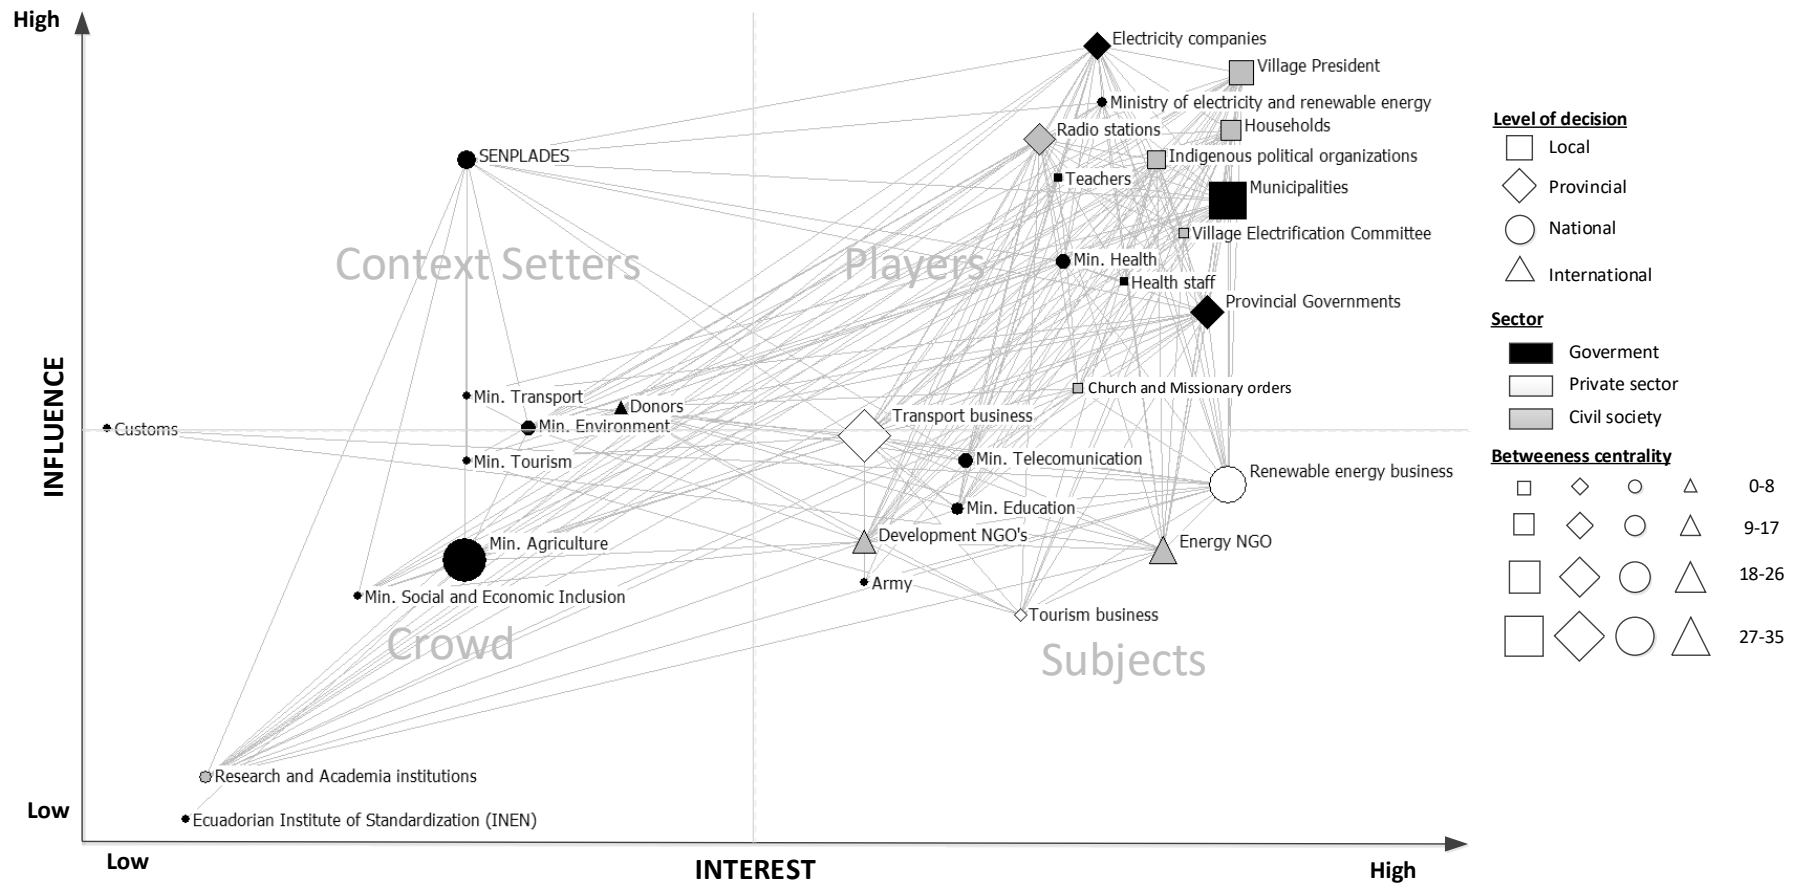 High
Electricity companies
Village President
Ministry of electricity and renewable energy
Radio stations
Households
SENPLADES
Indigenous political organizations
Teachers
Municipalities
Village Electrification Committee
Context Setters
Players
Min. Health
Health staff
Provincial Governments
INFLUENCE
Min. Transport
Donors
Church and Missionary orders
Transport business
Customs
Min. Environment
Min. Tourism
Min. Telecomunication
Renewable energy business
Min. Education
Min. Agriculture
Development NGO's
Energy NGO
Army
Min. Social and Economic Inclusion
Tourism business
Crowd
Subjects
Research and Academia institutions
Low
Ecuadorian Institute of Standardization (INEN)
Low
INTEREST
High
Level of decision
Local
Provincial
National
International
Sector
Goverment
Private sector
Civil society
Betweeness centrality
0-8
9-17
18-26
27-35